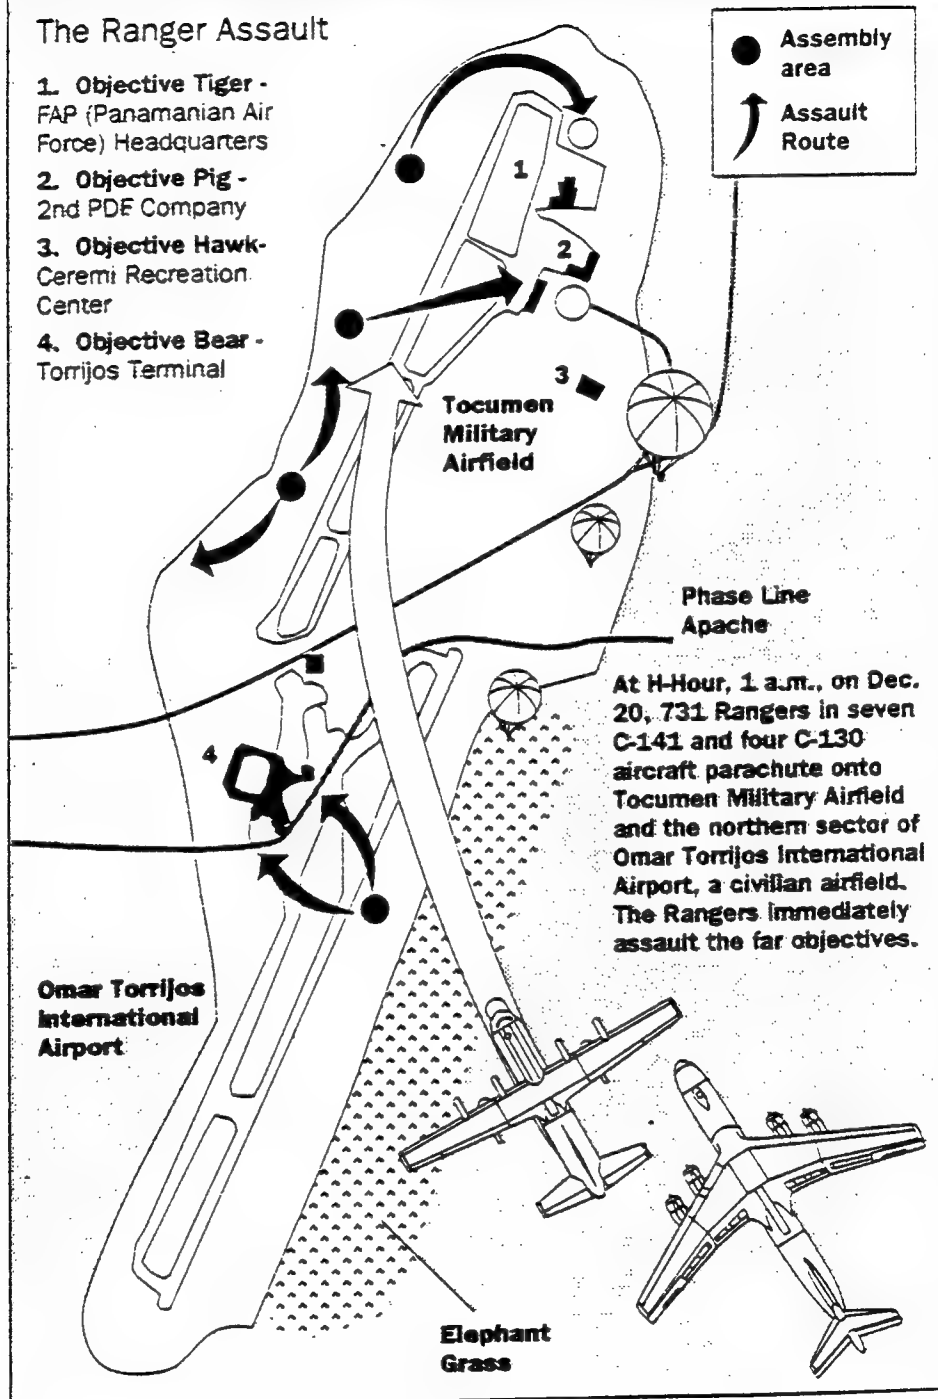 The Ranger Assault
1. Objective Tiger -
FAP (Panamanian Air
Force) Headquarters
2. Objective Pig -
2nd PDF Company
3. Objective Hawk-
Ceremi Recreation
Center
4. Objective Bear -
Torrijos Terminal
Assembly
area
Assault
Route
1
2
3
Tocumen
Military
Airfield
Phase Line
Apache
At H-Hour, 1 a.m., on Dec.
20, 731 Rangers in seven
C-141 and four C-130
aircraft parachute onto
Tocumen Military Airfield
and the northern sector of
Omar Torrijos International
Airport, a civilian airfield.
The Rangers immediately
assault the far objectives.
4
Omar Torrijos
International
Airport
Elephant
Grass